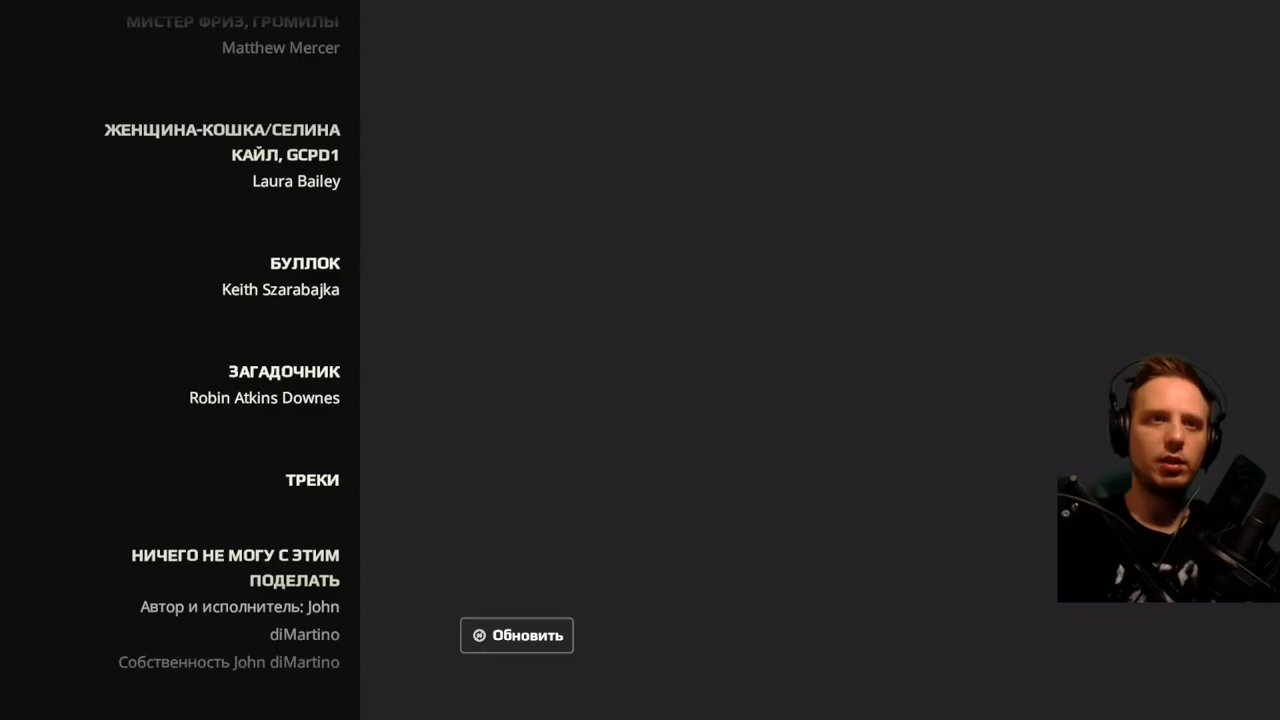 МИСТЕР ФРИЗ, ГРОМИЛЫ
Matthew Mercer
ЖЕНЩИНА-КОШКА/СЕЛИНА
КАЙЛ, GCPD1
Laura Bailey
БУЛЛОК
Keith Szarabajka
ЗАГАДОЧНИК
Robin Atkins Downes
ТРЕКИ
НИЧЕГО НЕ МОГУ С ЭТИМ
ПОДЕЛАТЬ
Автор и исполнитель: John
diMartino
Собственность John diMartino
Обновить